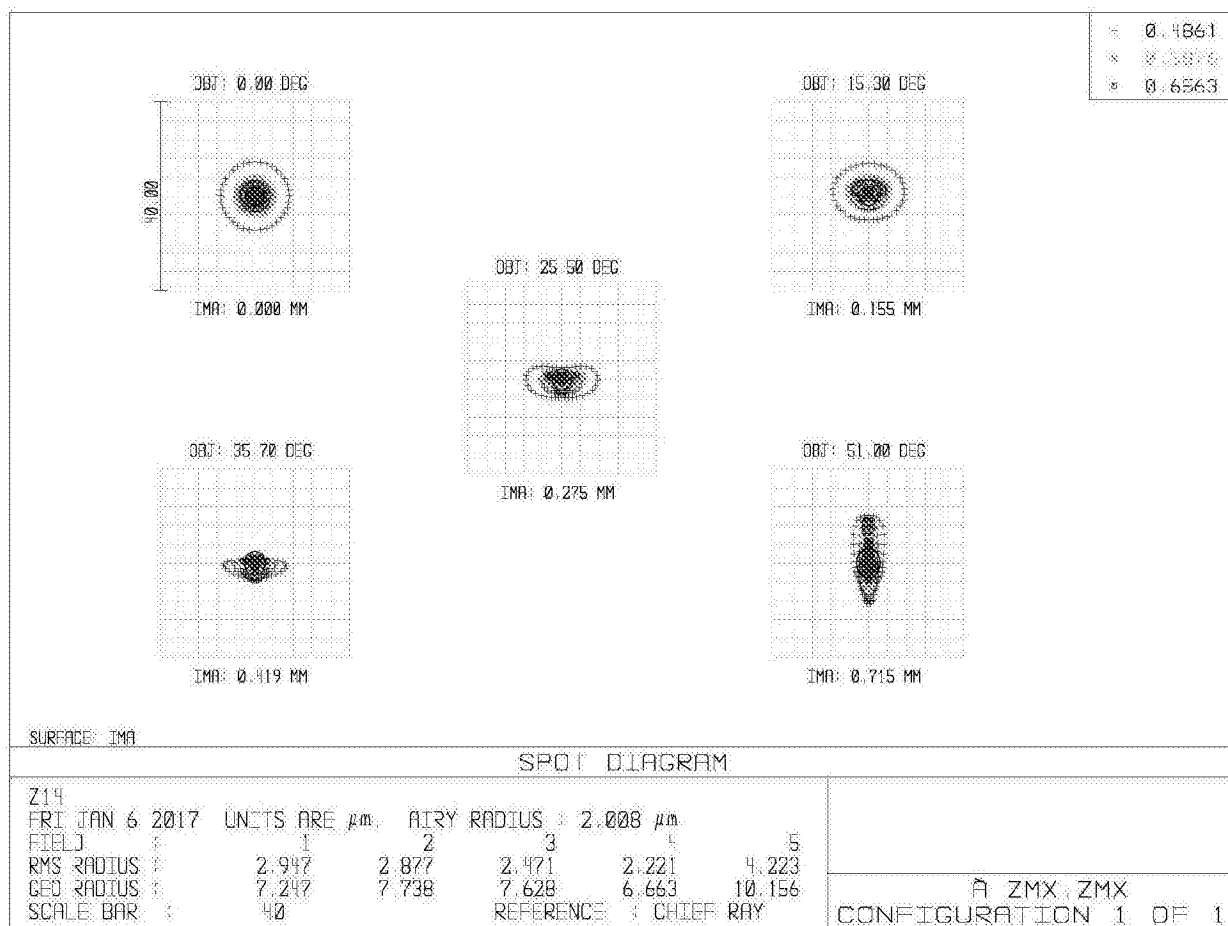 0.4861
0.5876
0.6563
OBJ: 0.00 DEG
40.00
IMA: 0.000 MM
OBJ: 15.30 DEG
IMA: 0.155 MM
OBJ: 25.50 DEG
IMA: 0.275 MM
OBJ: 35.70 DEG
IMA: 0.419 MM
OBJ: 51.00 DEG
IMA: 0.715 MM
SURFACE: IMA
SPOT DIAGRAM
Z14
FRI JAN 6 2017 UNITS ARE µm. AIRY RADIUS : 2.008 µm
FIELD : 1 2 3 4 5
RMS RADIUS : 2.947 2.877 2.471 2.221 4.223
GEO RADIUS : 7.247 7.738 7.628 6.663 10.156
SCALE BAR : 40 REFERENCE : CHIEF RAY
A ZMX.ZMX
CONFIGURATION 1 OF 1